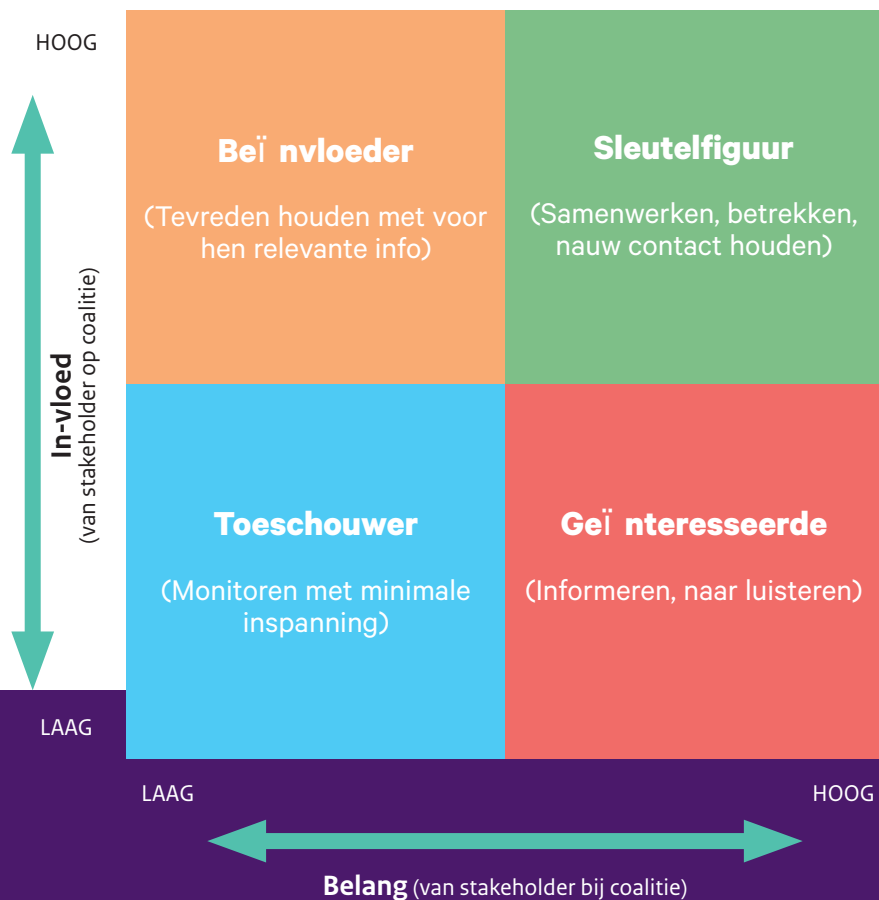 HOOG
Beï nvloeder
(Tevreden houden met voor
hen relevante info)
Sleutelfiguur
(Samenwerken, betrekken,
nauw contact houden)
In-vloed
(van stakeholder op coalitie)
Toeschouwer
(Monitoren met minimale
inspanning)
Geï nteresseerde
(Informeren, naar luisteren)
LAAG
LAAG
HOOG
Belang (van stakeholder bij coalitie)